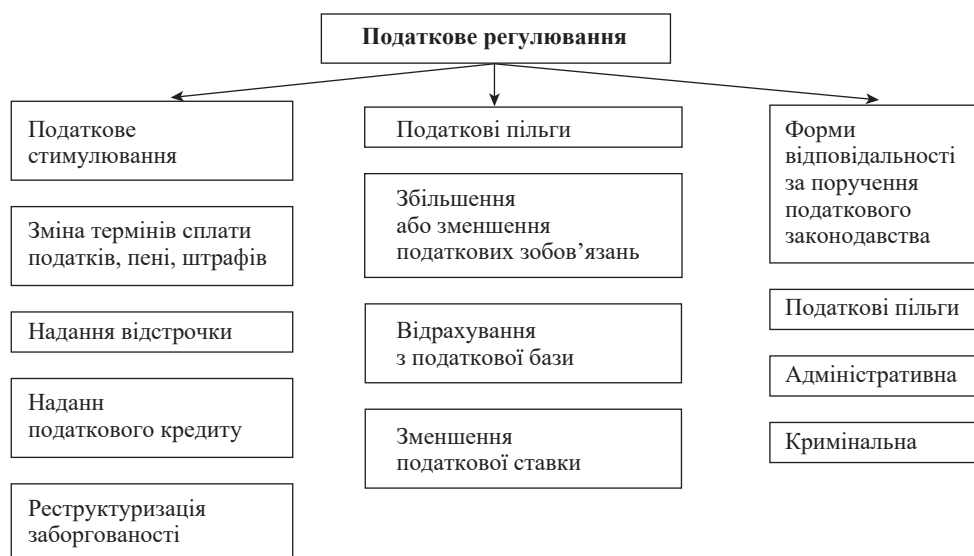 Податкове регулювання
Податкове
стимулювання
Зміна термінів сплати
податків, пені, штрафів
Надання відстрочки
Наданн
податкового кредиту
Реструктуризація
заборгованості
Податкові пільги
Збільшення
або зменшення
податкових зобов’язань
Відрахування
з податкової бази
Зменшення
податкової ставки
Форми
відповідальності
за поручення
податкового
законодавства
Податкові пільги
Адміністративна
Кримінальна